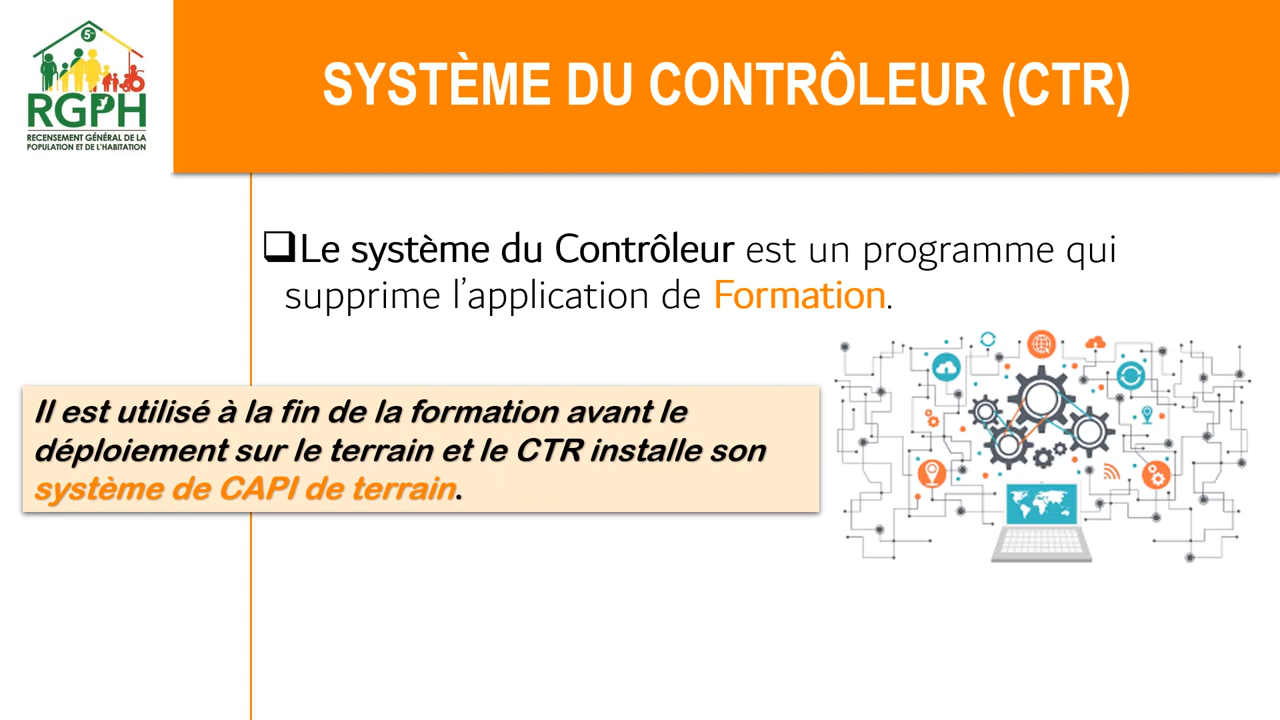 5e
RGPH
RECENSEMENT GÉNÉRAL DE LA
POPULATION ET DE L'HABITATION
SYSTÈME DU CONTRÔLEUR (CTR)
Le système du Contrôleur est un programme qui
supprime l’application de Formation.
Il est utilisé à la fin de la formation avant le
déploiement sur le terrain et le CTR installe son
système de CAPI de terrain.